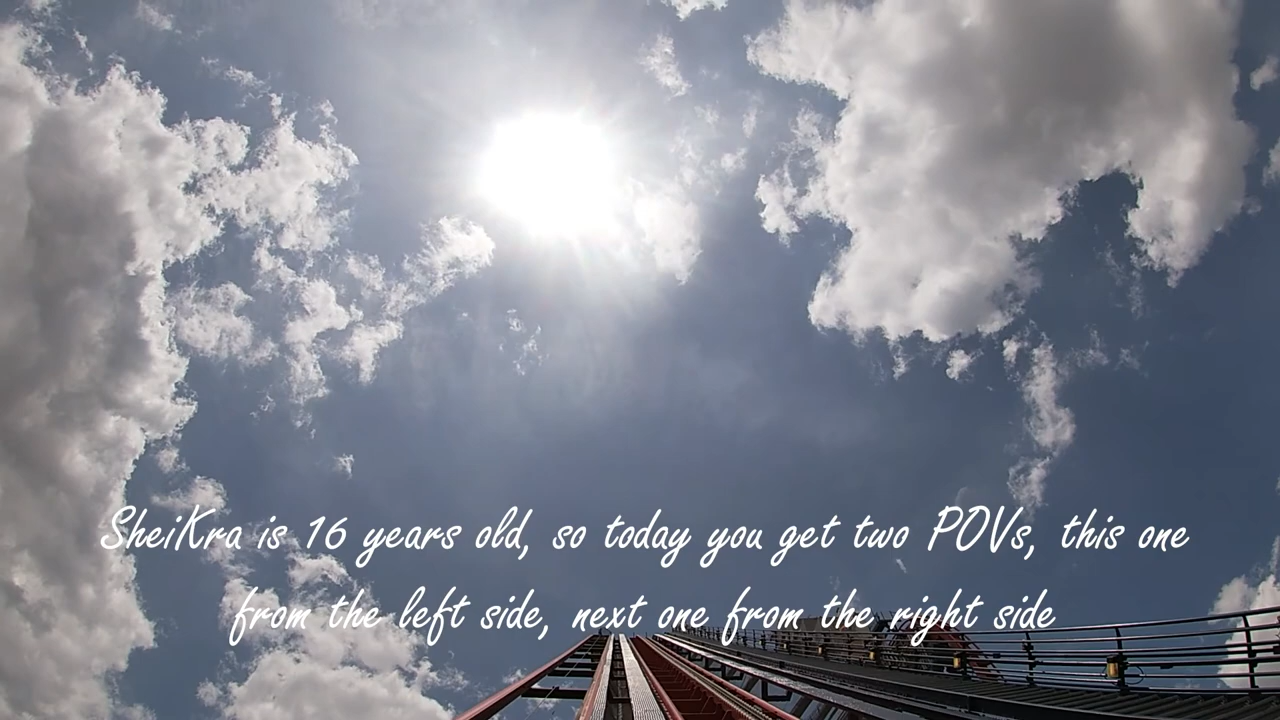 SheiKra is 16 years old, so today you get two POVs, this one
from the left side, next one from the right side